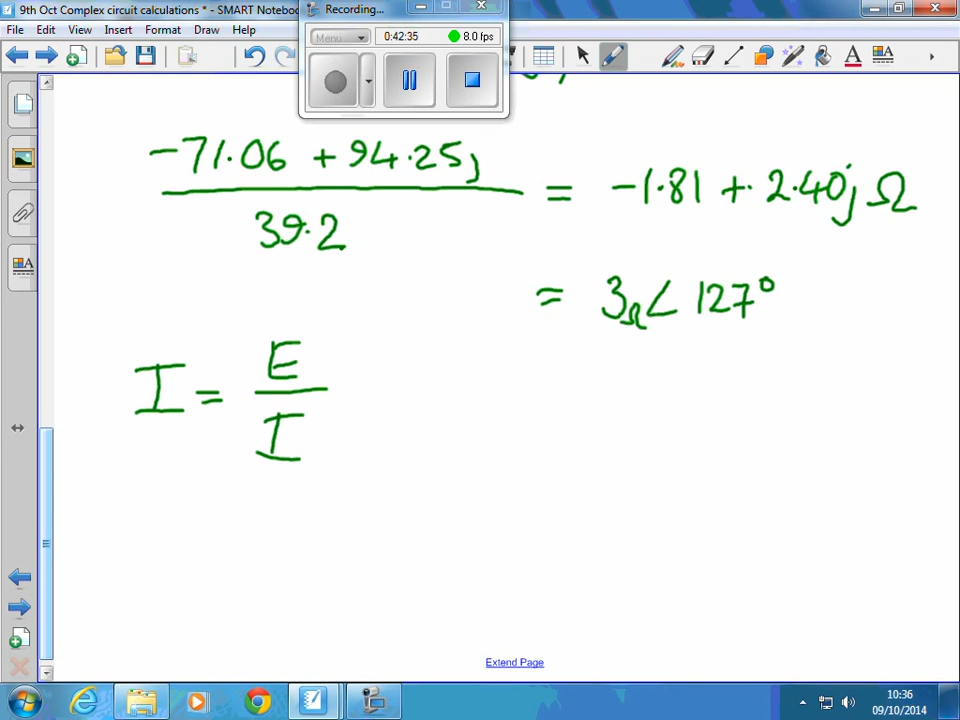 9th Oct Complex circuit calculations * - SMART Notebo
Recording...
File Edit View Insert Format Draw Help
Menu 0:42:35 8.0 fps
-71.06 + 94.25j
39.2
= -1.81 + 2.40j Ω
= 3Ω∠127°
I = E
I
Extend Page
10:36
09/10/2014